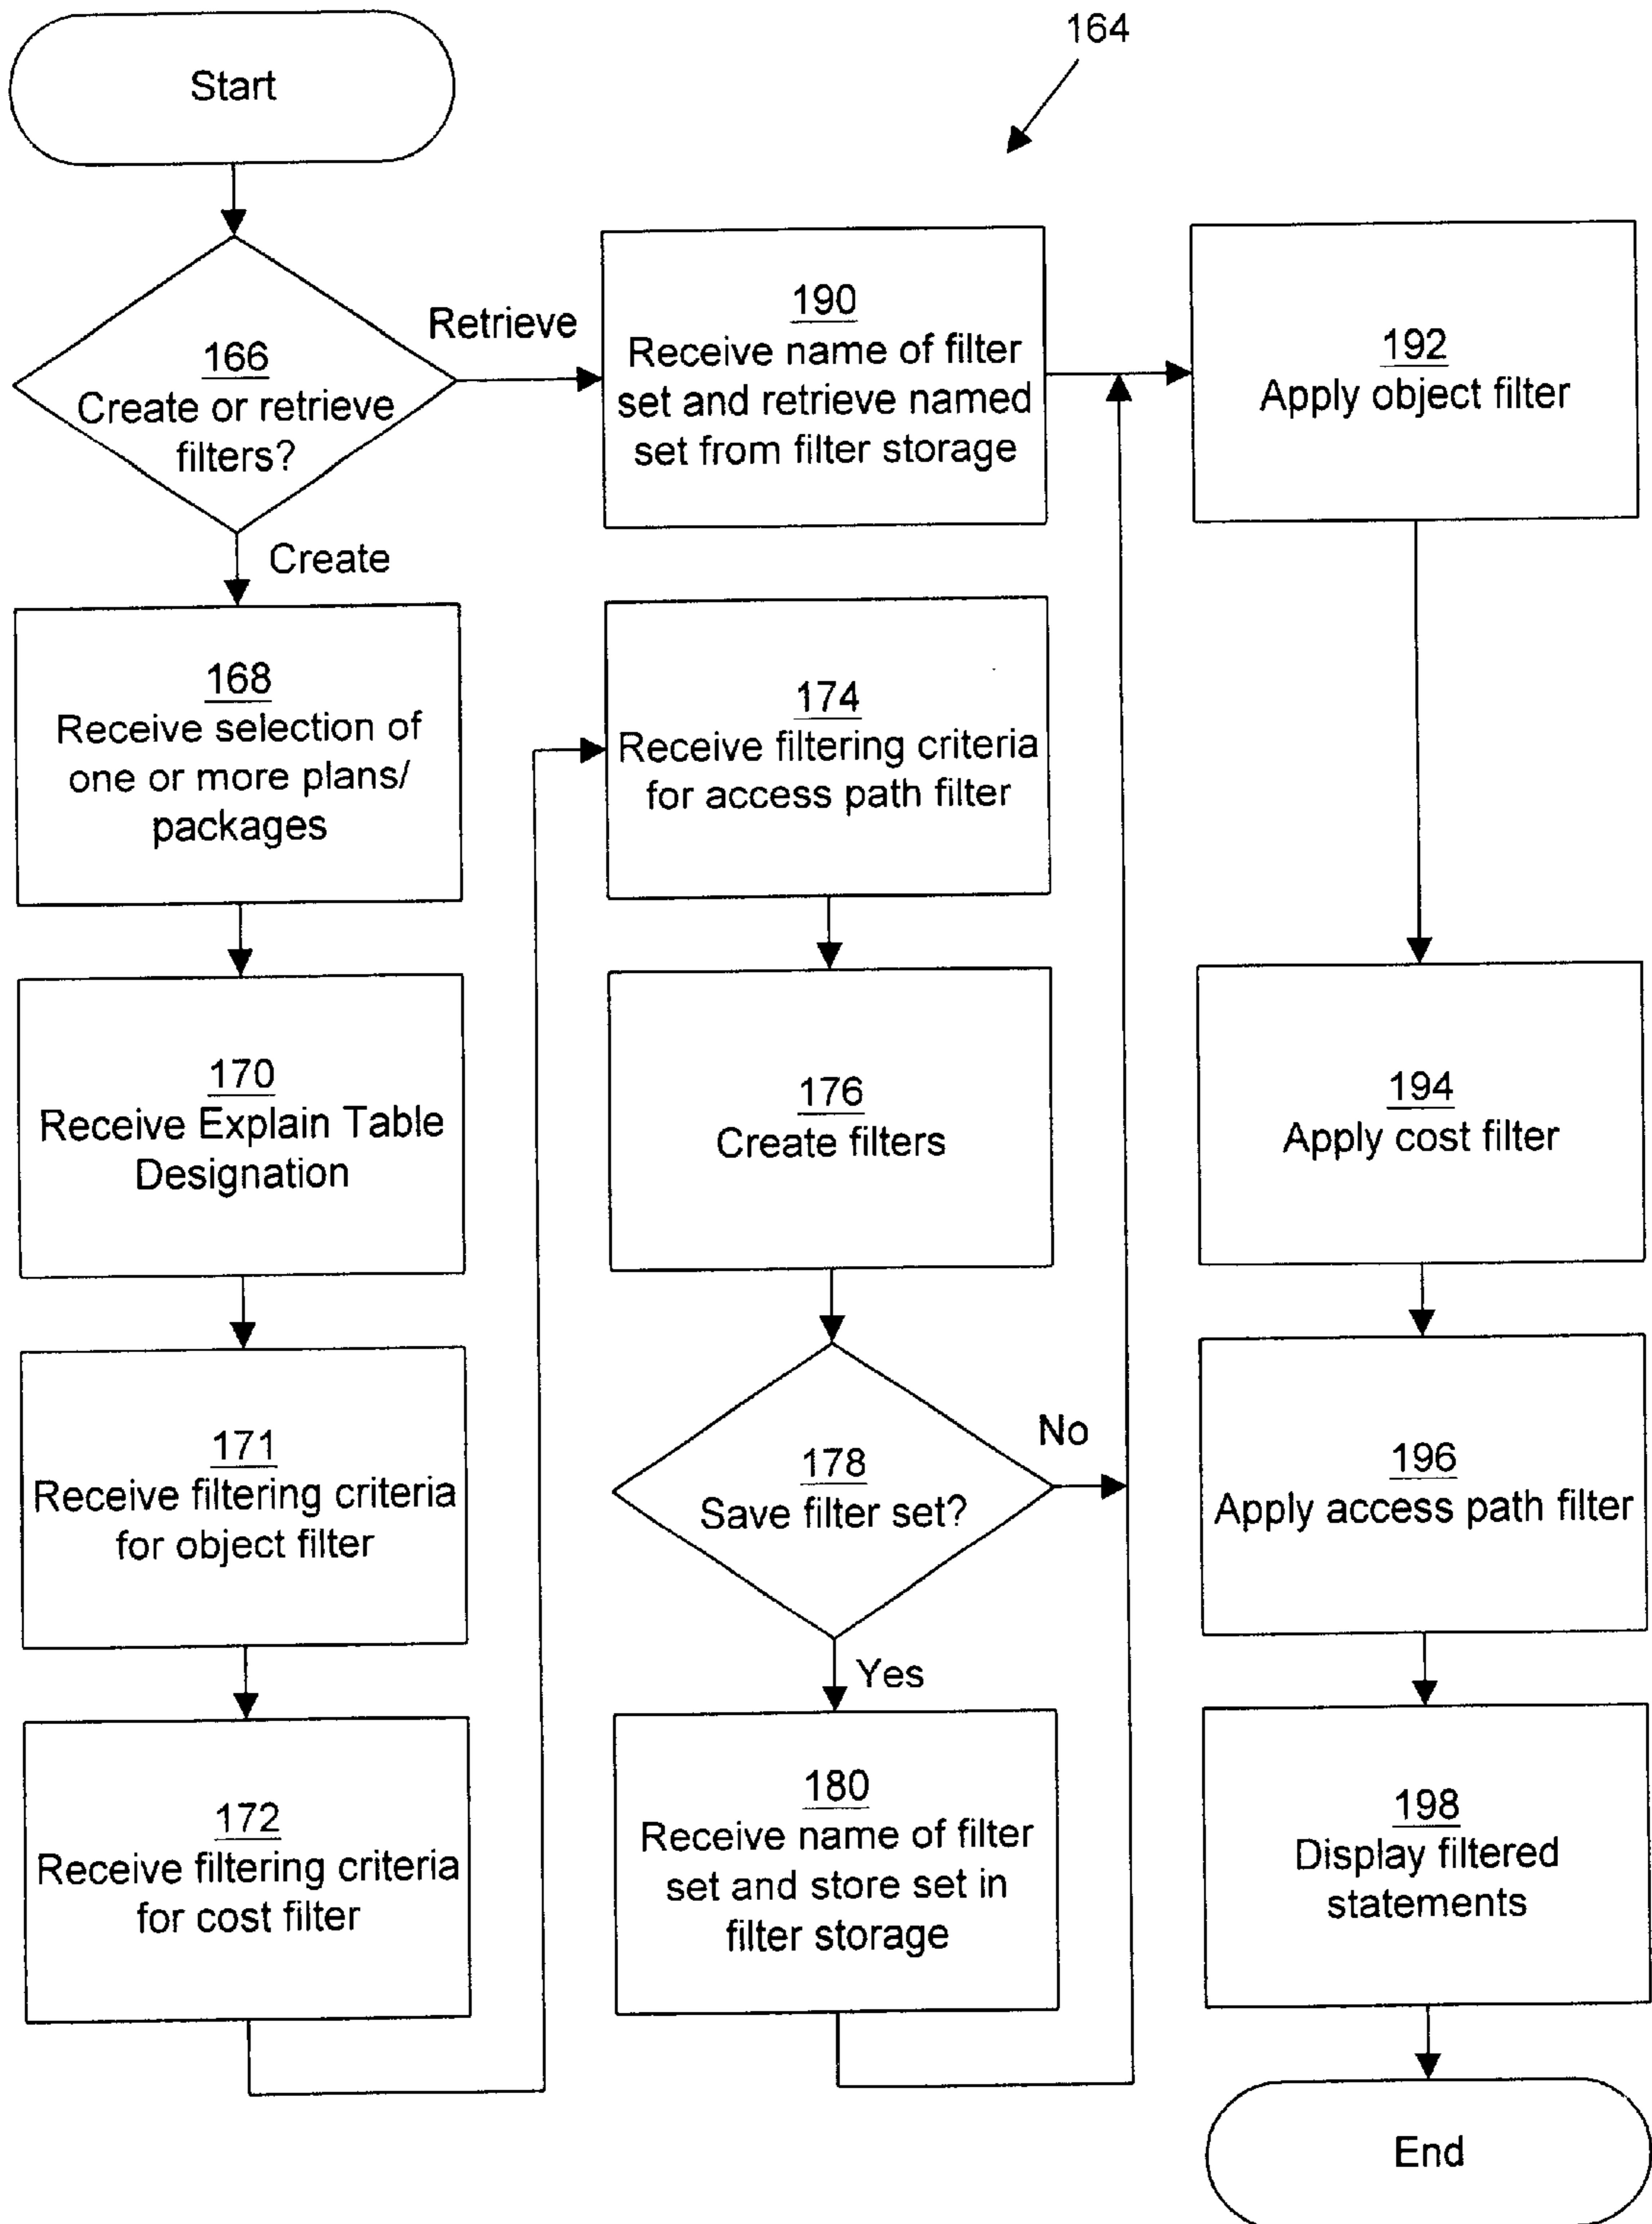 164
Start
166
Create or retrieve
filters?
Retrieve
Create
168
Receive selection of
one or more plans/
packages
170
Receive Explain Table
Designation
171
Receive filtering criteria
for object filter
172
Receive filtering criteria
for cost filter
190
Receive name of filter
set and retrieve named
set from filter storage
174
Receive filtering criteria
for access path filter
176
Create filters
178
Save filter set?
No
Yes
180
Receive name of filter
set and store set in
filter storage
192
Apply object filter
194
Apply cost filter
196
Apply access path filter
198
Display filtered
statements
End